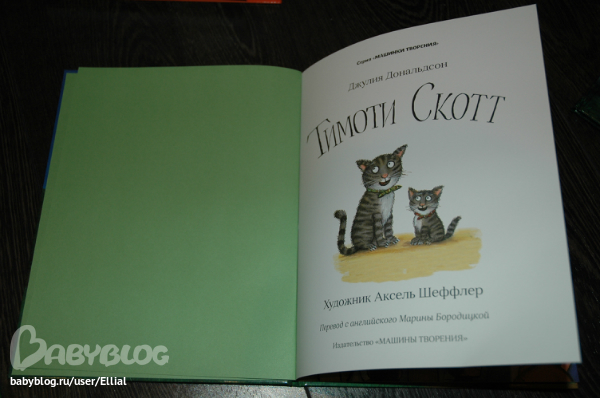 Серия «МАШИНКИ ТВОРЕНИЯ»
Джулия Дональдсон
Тимоти Скотт
Художник Аксель Шеффлер
Перевод с английского Марины Бородицкой
Издательство «МАШИНЫ ТВОРЕНИЯ»
BABYBLOG
babyblog.ru/user/Ellial